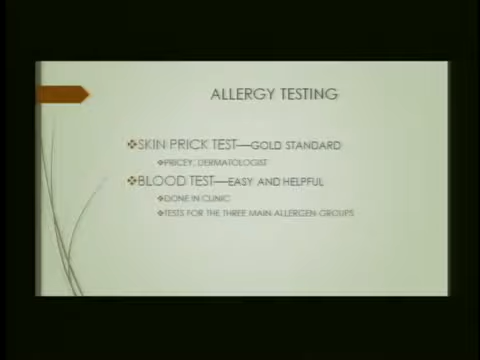 ALLERGY TESTING
❖SKIN PRICK TEST—GOLD STANDARD
❖PRICEY, DERMATOLOGIST
❖BLOOD TEST—EASY AND HELPFUL
❖DONE IN CLINIC
❖TESTS FOR THE THREE MAIN ALLERGEN GROUPS